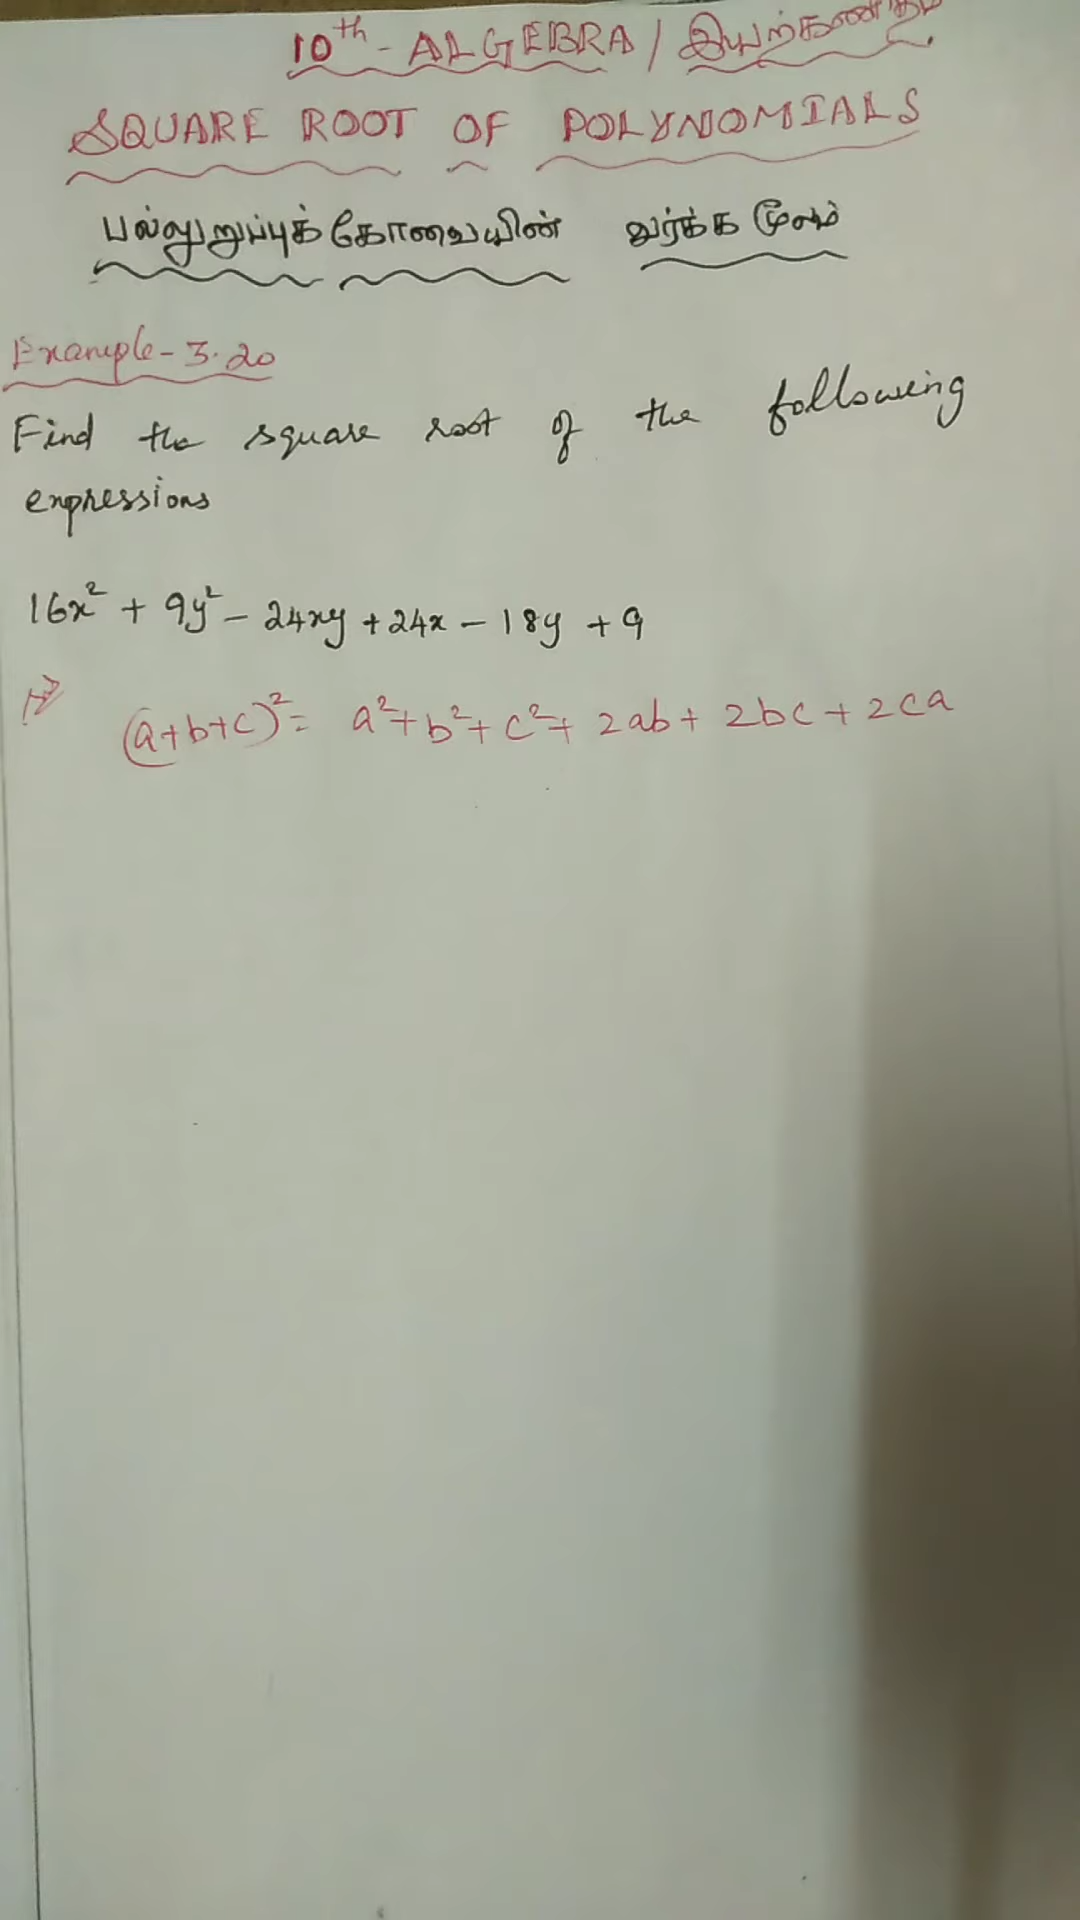 10th - ALGEBRA / இயற்கணிதம்
SQUARE ROOT OF POLYNOMIALS
பல்லுறுப்புக்கோவையின் வர்க்க மூலம்
Example - 3.20
Find the square root of the following
expressions
16x² + 9y² - 24xy + 24x - 18y + 9
(a+b+c)² = a² + b² + c² + 2ab + 2bc + 2ca